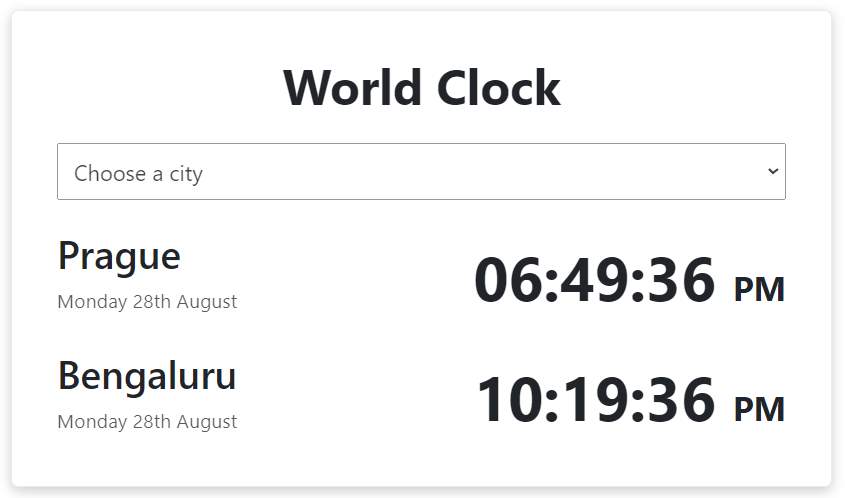 World Clock
Choose a city
Prague
06:49:36 PM
Monday 28th August
Bengaluru
10:19:36 PM
Monday 28th August